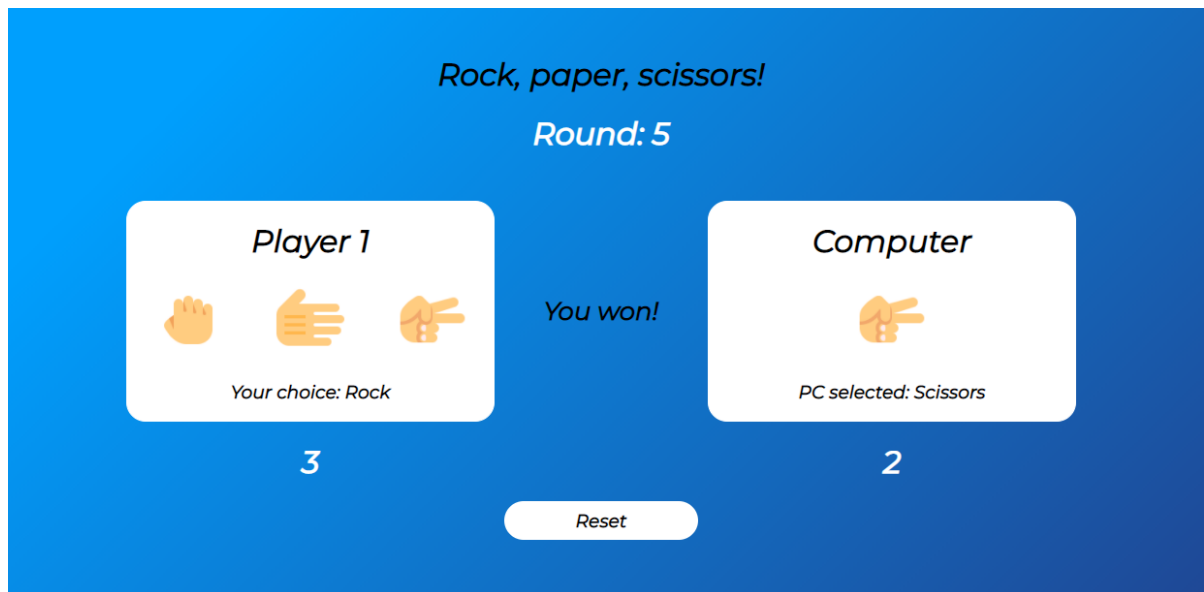 Rock, paper, scissors!
Round: 5
Player 1
Your choice: Rock
3
You won!
Computer
PC selected: Scissors
2
Reset